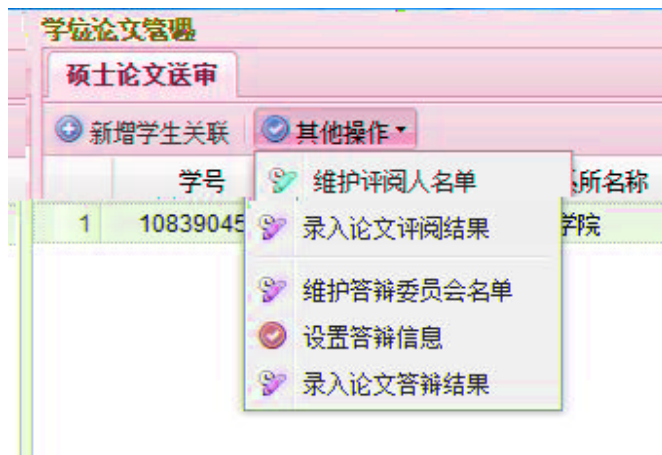 学位论文管理
硕士论文送审
新增学生关联 其他操作
学号 系所名称
维护评阅人名单
1 10839045 学院
录入论文评阅结果
维护答辩委员会名单
设置答辩信息
录入论文答辩结果